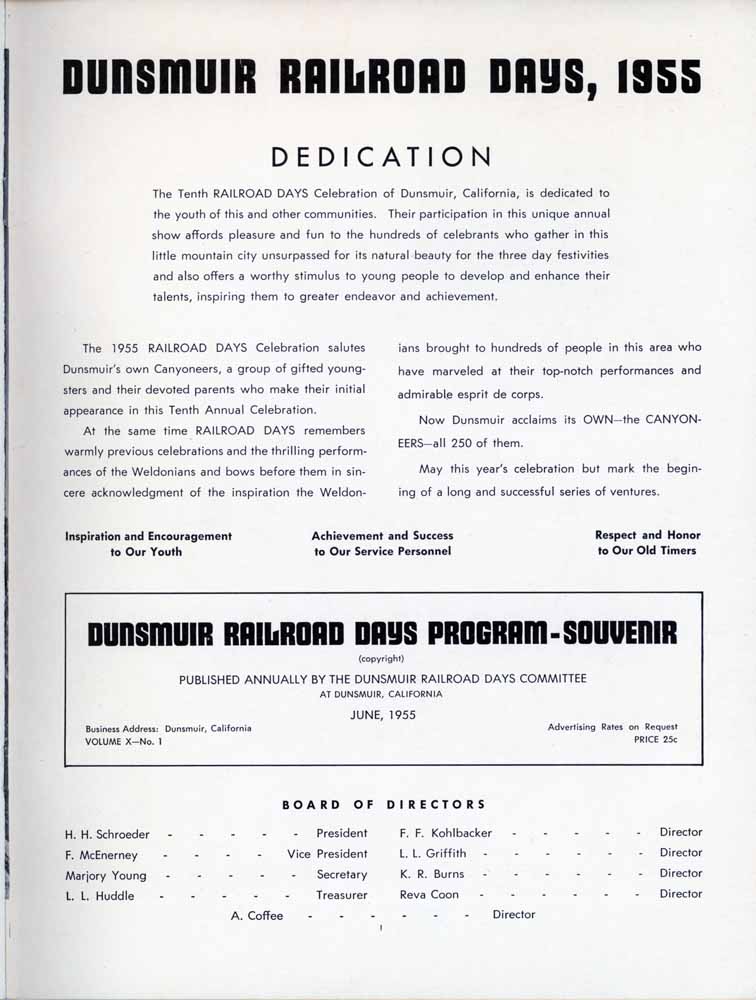 DUNSMUIR RAILROAD DAYS, 1955
DEDICATION
The Tenth RAILROAD DAYS Celebration of Dunsmuir, California, is dedicated to
the youth of this and other communities. Their participation in this unique annual
show affords pleasure and fun to the hundreds of celebrants who gather in this
little mountain city unsurpassed for its natural beauty for the three day festivities
and also offers a worthy stimulus to young people to develop and enhance their
talents, inspiring them to greater endeavor and achievement.
The 1955 RAILROAD DAYS Celebration salutes
Dunsmuir's own Canyoneers, a group of gifted young-
sters and their devoted parents who make their initial
appearance in this Tenth Annual Celebration.
At the same time RAILROAD DAYS remembers
warmly previous celebrations and the thrilling perform-
ances of the Weldonians and bows before them in sin-
cere acknowledgment of the inspiration the Weldon-
ians brought to hundreds of people in this area who
have marveled at their top-notch performances and
admirable esprit de corps.
Now Dunsmuir acclaims its OWN—the CANYON-
EERS—all 250 of them.
May this year's celebration but mark the begin-
ing of a long and successful series of ventures.
Inspiration and Encouragement
to Our Youth
Achievement and Success
to Our Service Personnel
Respect and Honor
to Our Old Timers
DUNSMUIR RAILROAD DAYS PROGRAM-SOUVENIR
(copyright)
PUBLISHED ANNUALLY BY THE DUNSMUIR RAILROAD DAYS COMMITTEE
AT DUNSMUIR, CALIFORNIA
JUNE, 1955
Business Address: Dunsmuir, California
VOLUME X—No. 1
Advertising Rates on Request
PRICE 25c
BOARD OF DIRECTORS
H. H. Schroeder - - - - - President
F. McEnerney - - - - Vice President
Marjory Young - - - - - Secretary
L. L. Huddle - - - - - Treasurer
F. F. Kohlbacker - - - - - Director
L. L. Griffith - - - - - - Director
K. R. Burns - - - - - - Director
Reva Coon - - - - - - Director
A. Coffee - - - - - - Director
1